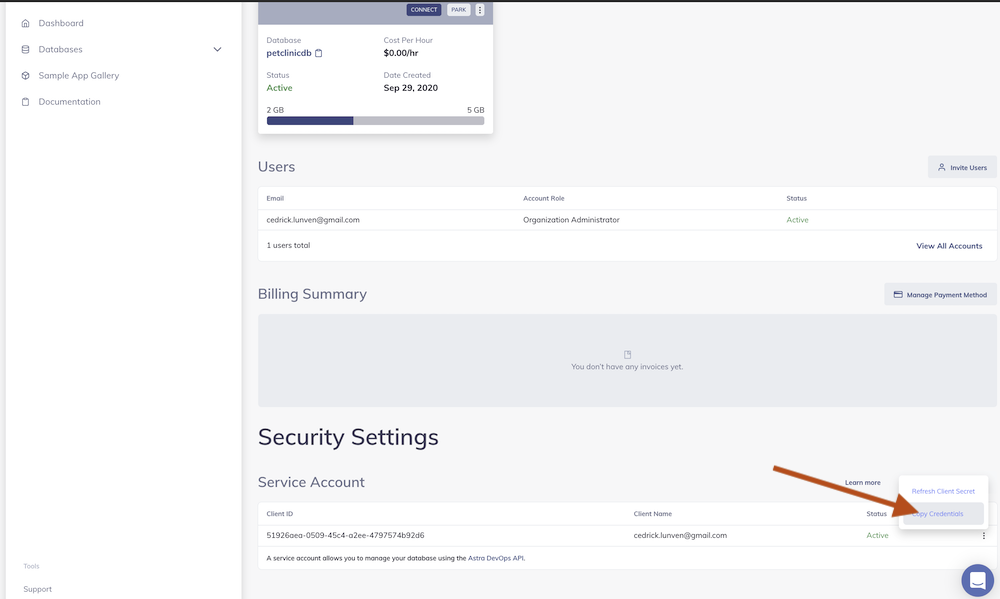 Dashboard
Databases
Sample App Gallery
Documentation
Tools
Support
CONNECT PARK
Database Cost Per Hour
petclinicdb $0.00/hr
Status Date Created
Active Sep 29, 2020
2 GB 5 GB
Users
Invite Users
Email Account Role Status
cedrick.lunven@gmail.com Organization Administrator Active
1 users total View All Accounts
Billing Summary
Manage Payment Method
You don't have any invoices yet.
Security Settings
Service Account
Learn more
Refresh Client Secret
Copy Credentials
Client ID Client Name Status
51926aea-0509-45c4-a2ee-4797574b92d6 cedrick.lunven@gmail.com Active
A service account allows you to manage your database using the Astra DevOps API.